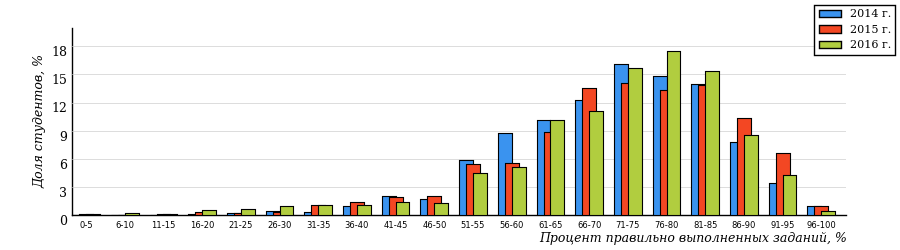 2014 г.
2015 г.
2016 г.
Доля студентов, %
18
15
12
9
6
3
0
0-5 6-10 11-15 16-20 21-25 26-30 31-35 36-40 41-45 46-50 51-55 56-60 61-65 66-70 71-75 76-80 81-85 86-90 91-95 96-100
Процент правильно выполненных заданий, %